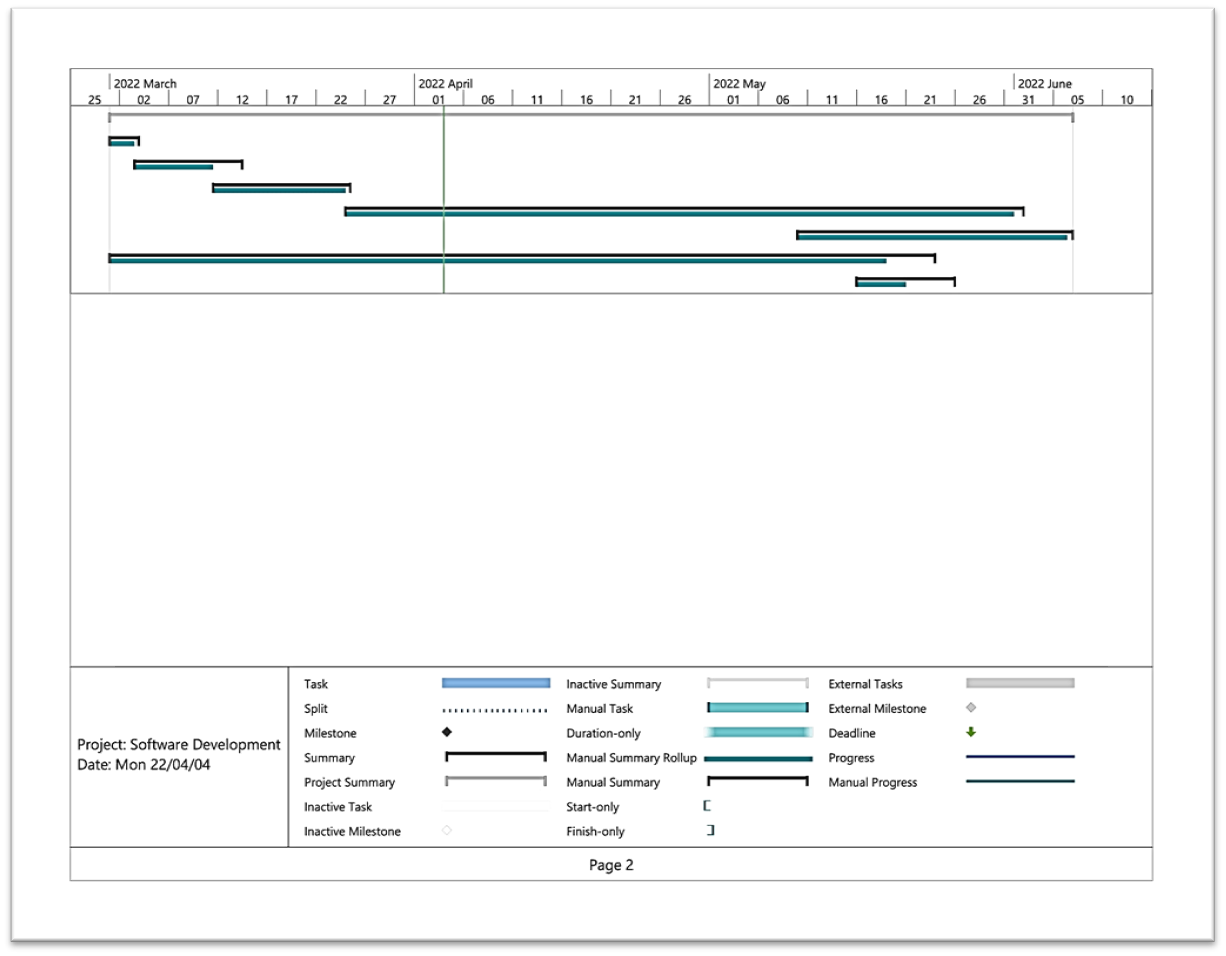 2022 March 2022 April 2022 May 2022 June
25 02 07 12 17 22 27 01 06 11 16 21 26 01 06 11 16 21 26 31 05 10
Task Inactive Summary External Tasks
Split Manual Task External Milestone
Milestone Duration-only Deadline
Summary Manual Summary Rollup Progress
Project Summary Manual Summary Manual Progress
Inactive Task Start-only
Inactive Milestone Finish-only
Project: Software Development
Date: Mon 22/04/04
Page 2